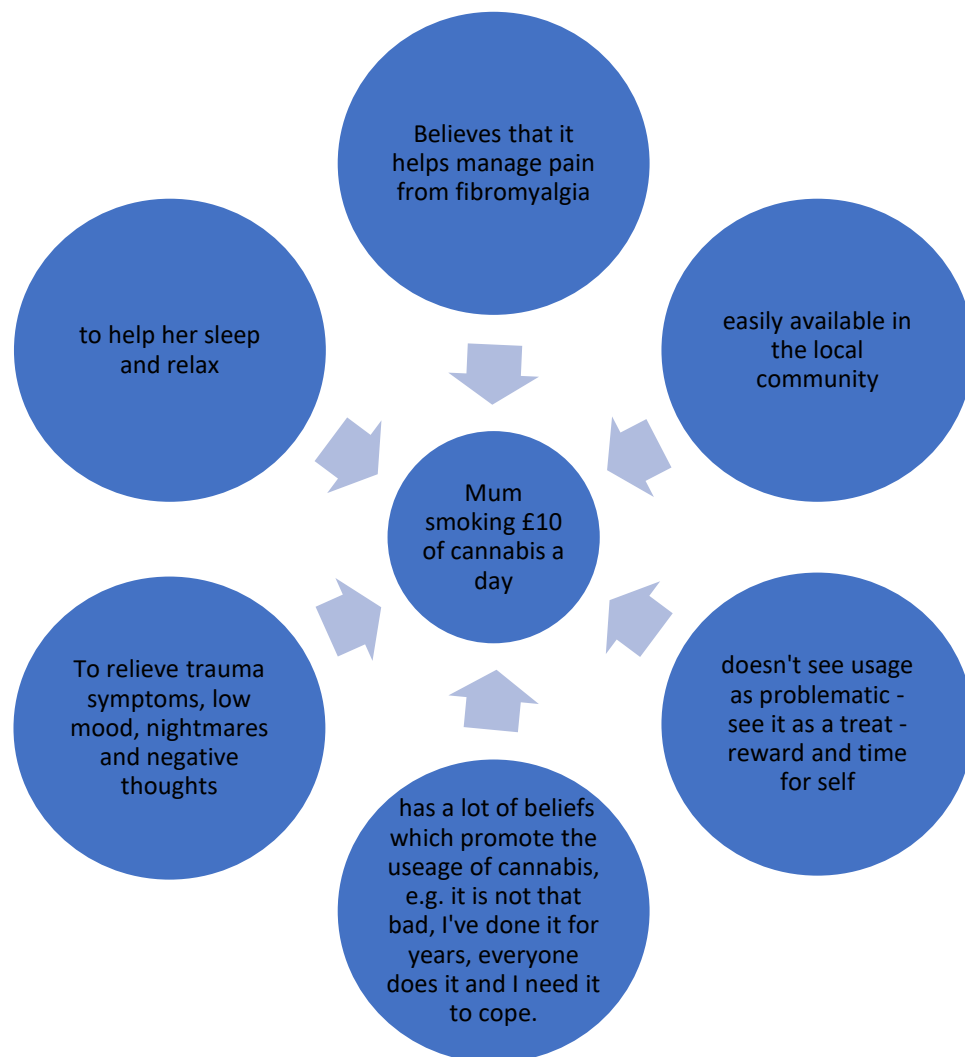 Believes that it
helps manage pain
from fibromyalgia
easily available in
the local
community
doesn't see usage
as problematic -
see it as a treat -
reward and time
for self
has a lot of beliefs
which promote the
useage of cannabis,
e.g. it is not that
bad, I've done it for
years, everyone
does it and I need it
to cope.
To relieve trauma
symptoms, low
mood, nightmares
and negative
thoughts
to help her sleep
and relax
Mum
smoking £10
of cannabis a
day